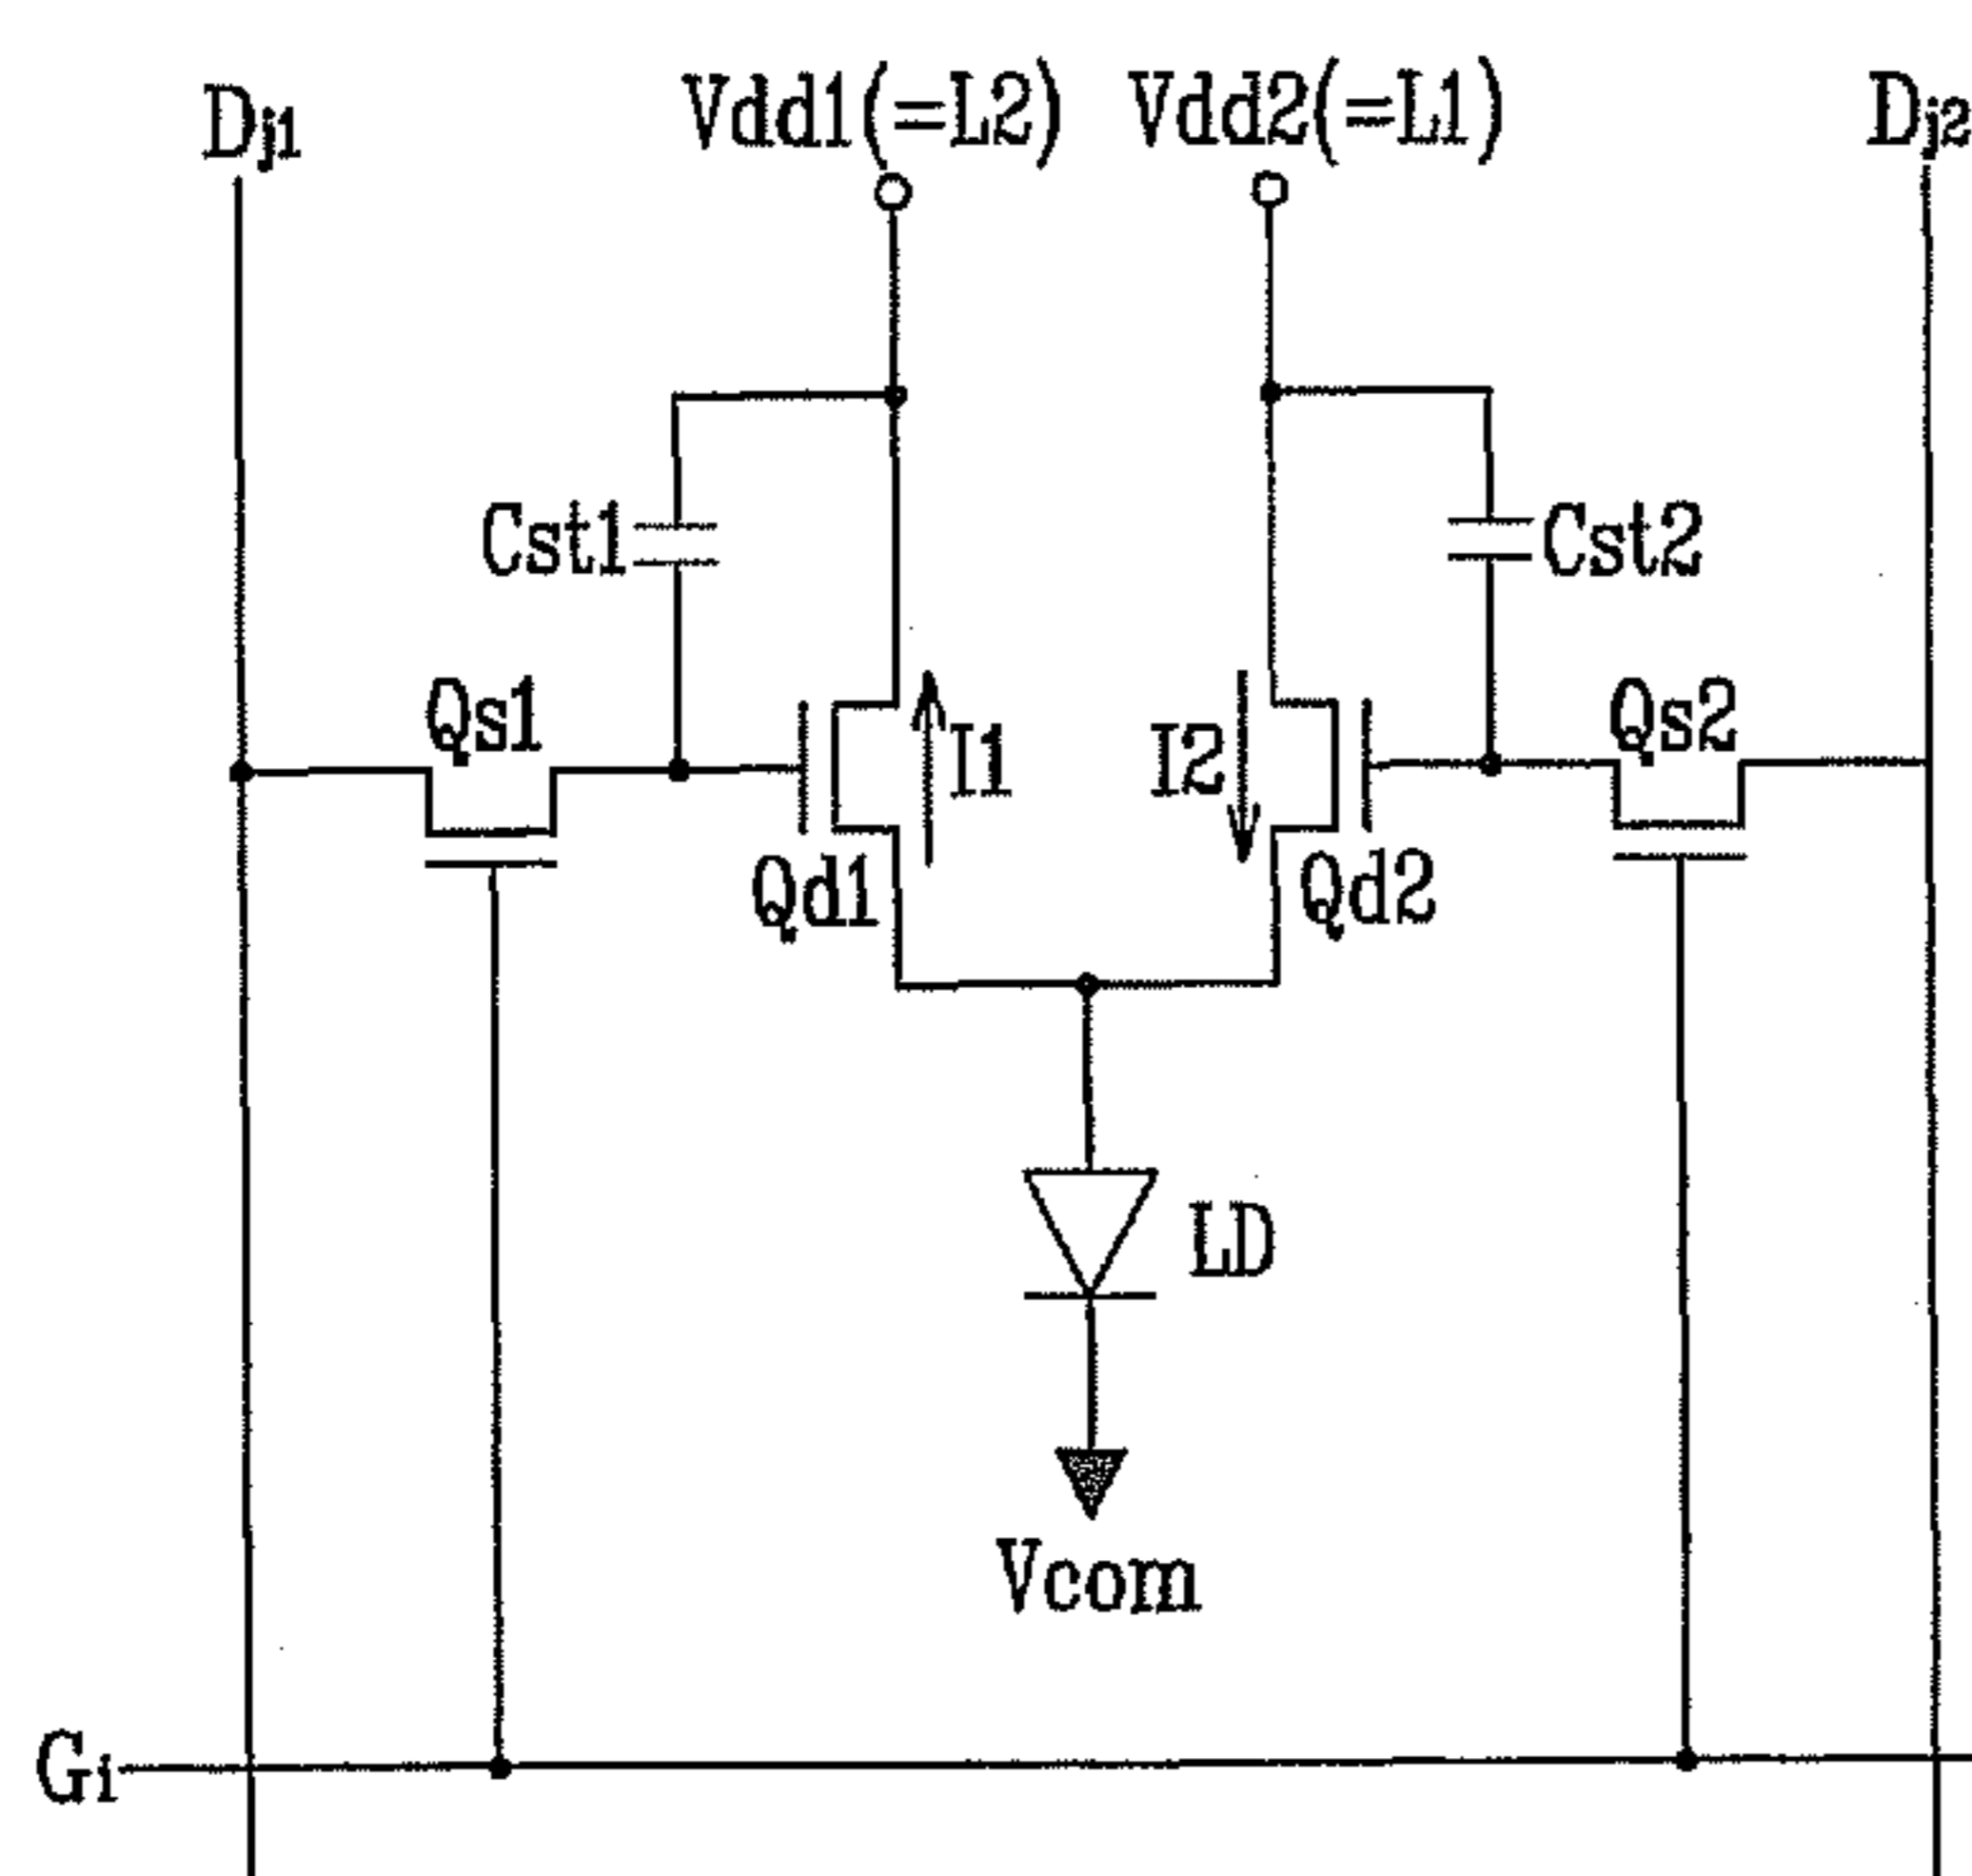 Dj1 Vdd1(=L2) Vdd2(=L1) Dj2
Cst1 Cst2
Qs1 I1 I2 Qs2
Qd1 Qd2
LD
Vcom
Gi